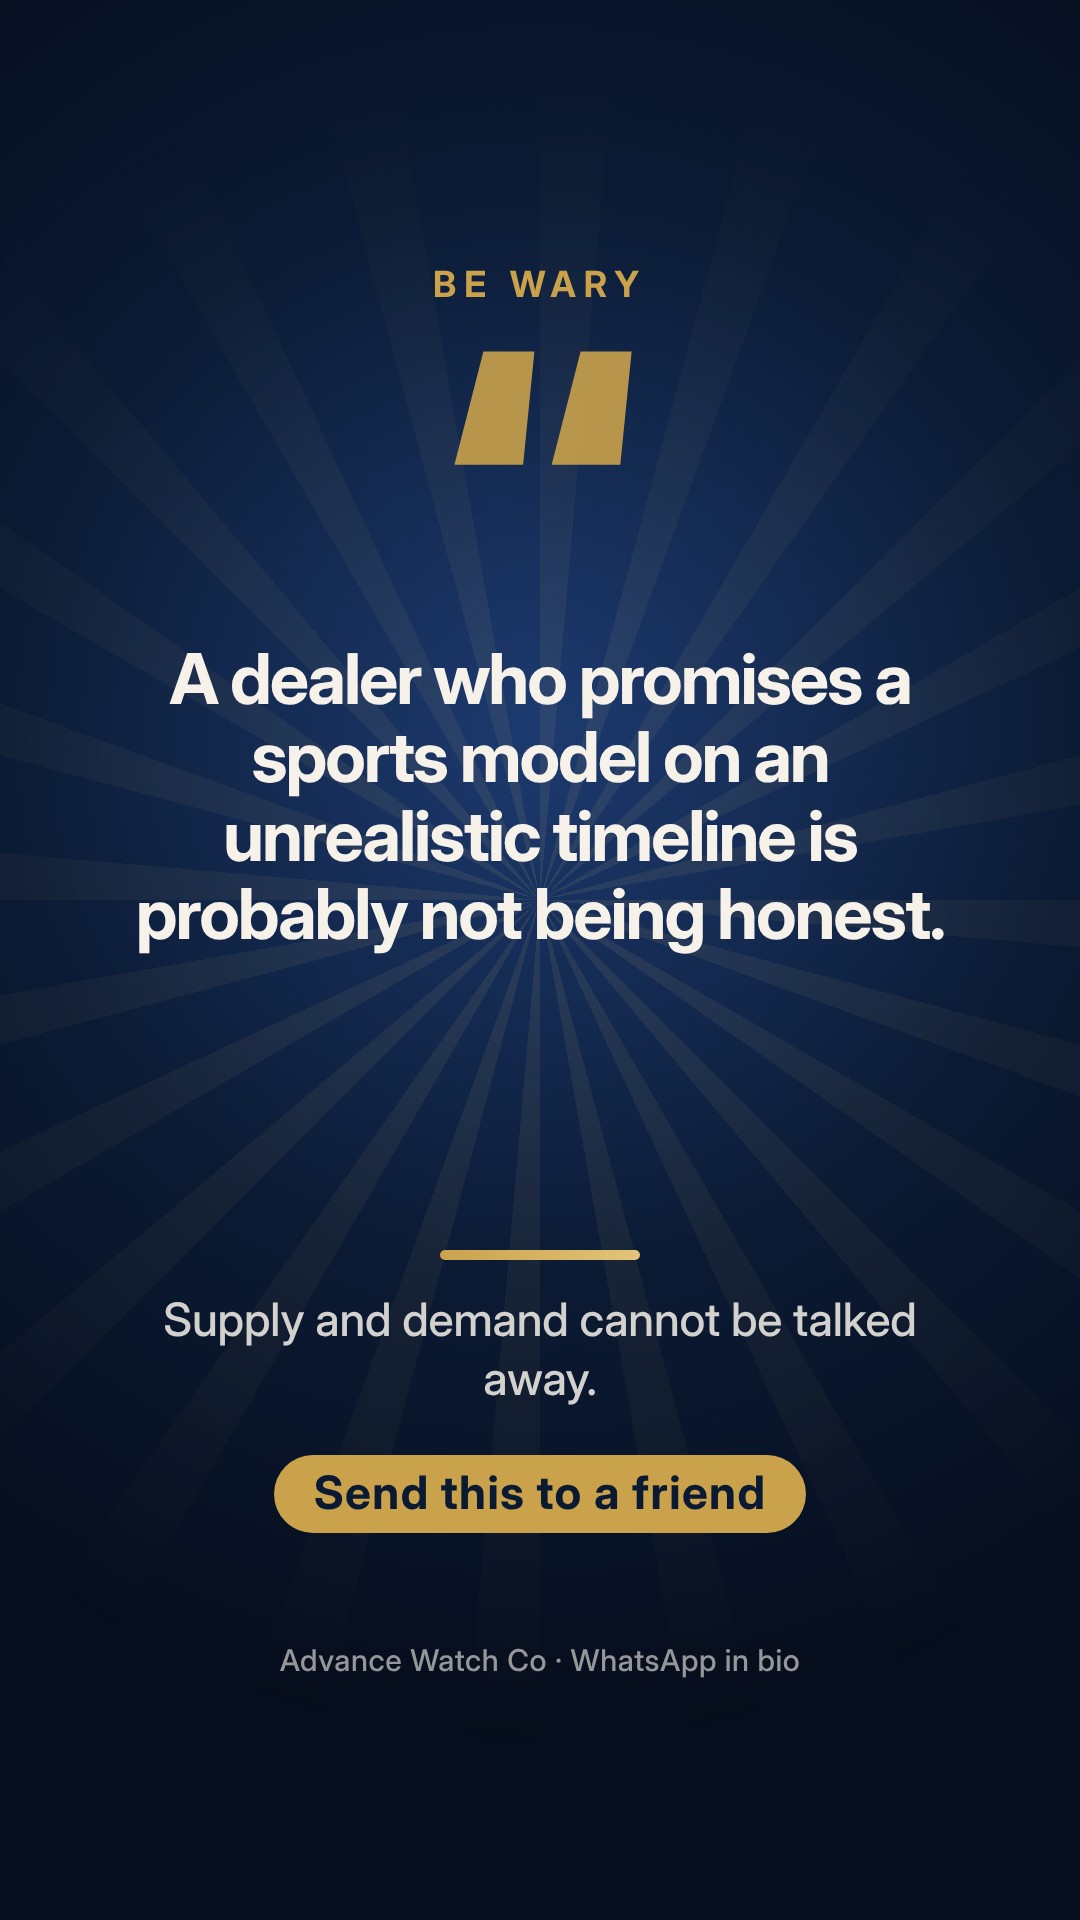 BE WARY
"
A dealer who promises a
sports model on an
unrealistic timeline is
probably not being honest.
Supply and demand cannot be talked
away.
Send this to a friend
Advance Watch Co · WhatsApp in bio